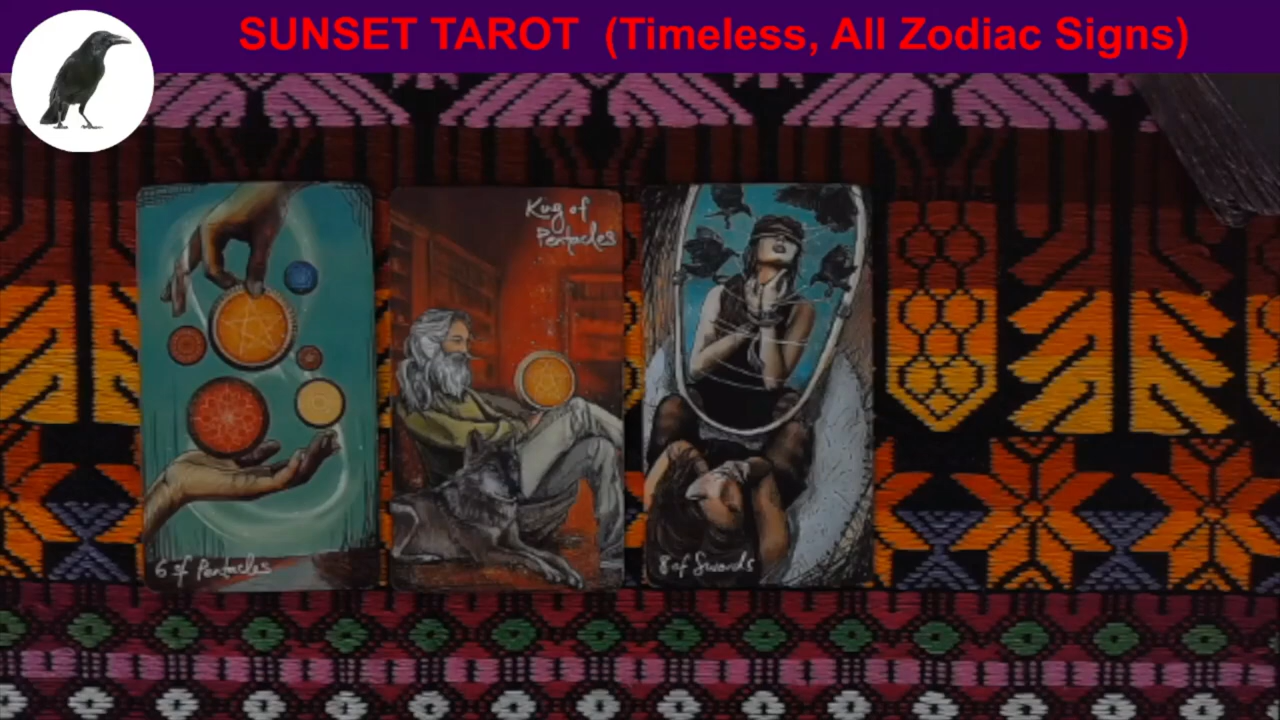 SUNSET TAROT (Timeless, All Zodiac Signs)
King of
Pentacles
6 of Pentacles
8 of Swords